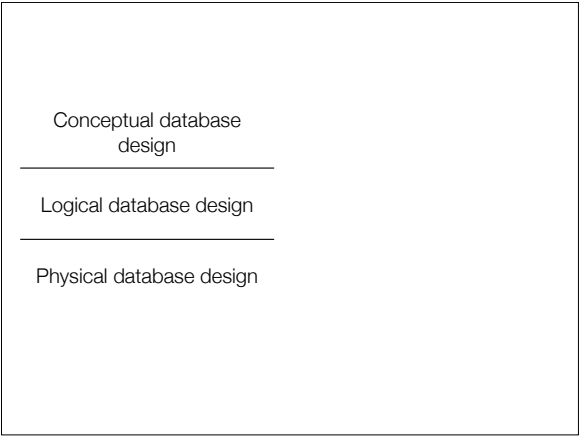 Conceptual database
design
Logical database design
Physical database design